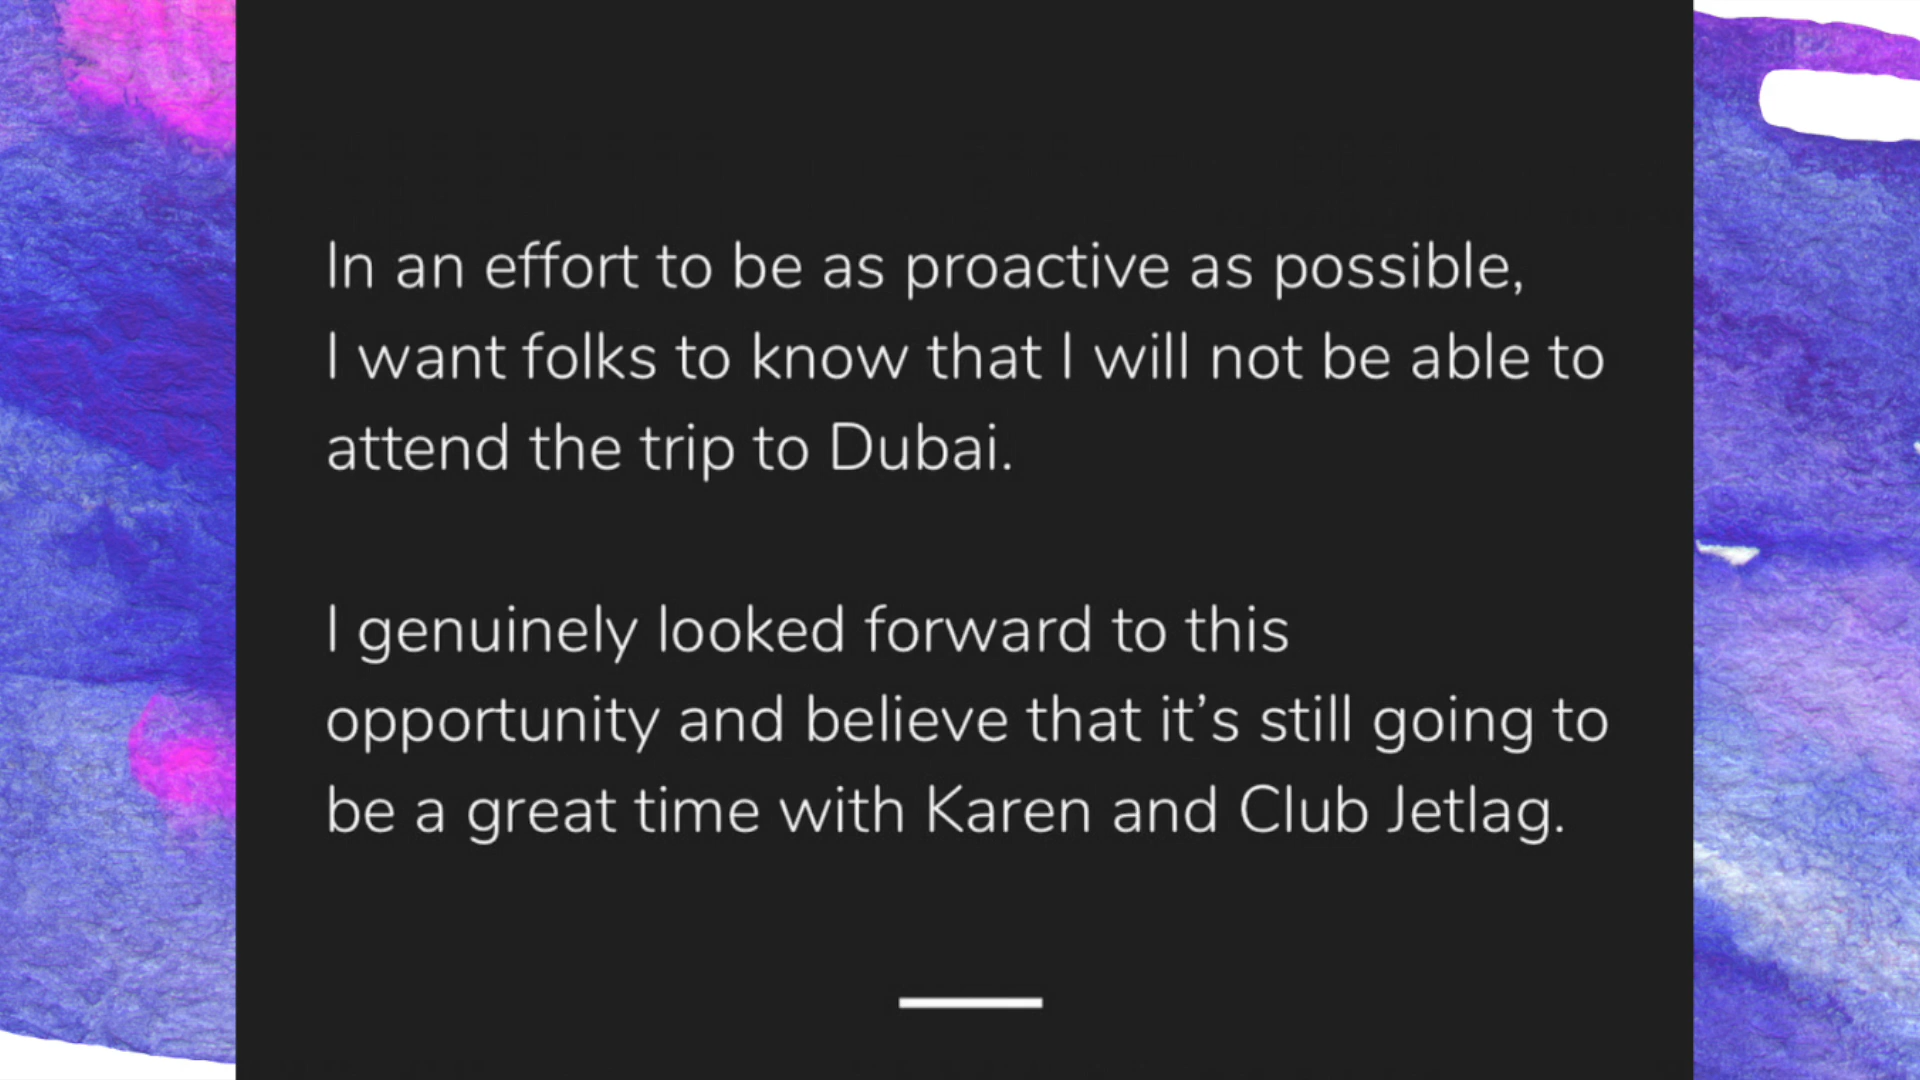 In an effort to be as proactive as possible,
I want folks to know that I will not be able to
attend the trip to Dubai.
I genuinely looked forward to this
opportunity and believe that it’s still going to
be a great time with Karen and Club Jetlag.